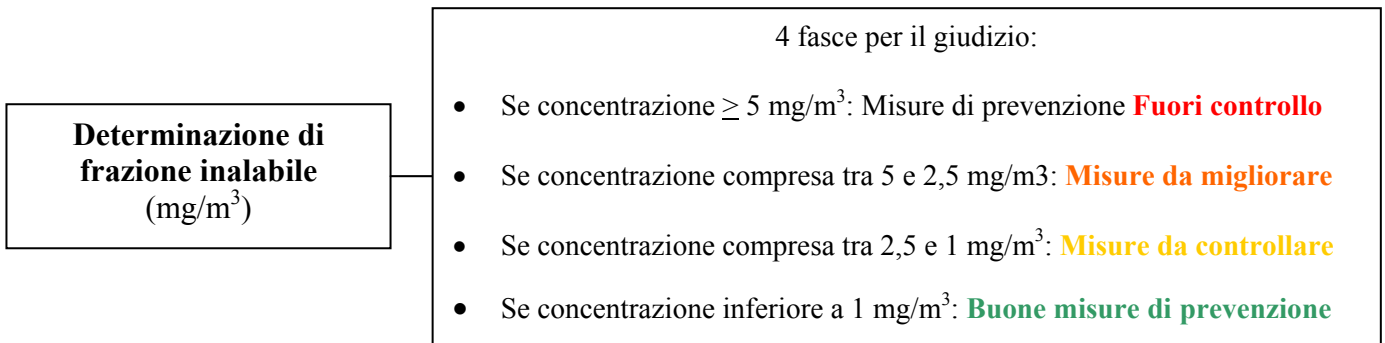 Determinazione di
frazione inalabile
(mg/m³)
4 fasce per il giudizio:
• Se concentrazione ≥ 5 mg/m³: Misure di prevenzione Fuori controllo
• Se concentrazione compresa tra 5 e 2,5 mg/m3: Misure da migliorare
• Se concentrazione compresa tra 2,5 e 1 mg/m³: Misure da controllare
• Se concentrazione inferiore a 1 mg/m³: Buone misure di prevenzione